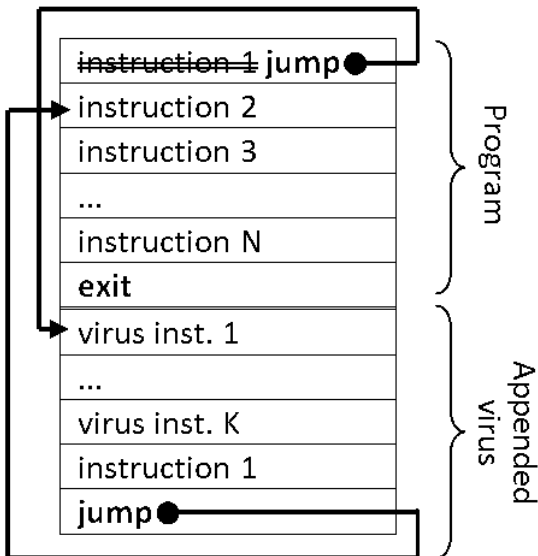 instruction 1 jump
instruction 2
instruction 3
...
instruction N
exit
virus inst. 1
...
virus inst. K
instruction 1
jump
Program
Appended
virus